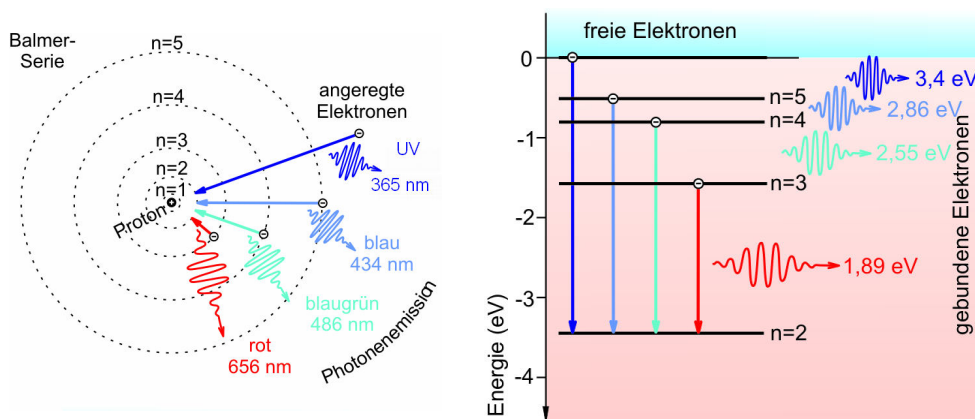 Balmer-
Serie
n=5
n=4
n=3
n=2
n=1
Proton
angeregte
Elektronen
UV
365 nm
blau
434 nm
blaugrün
486 nm
rot
656 nm
Photonenemission
freie Elektronen
0
-1
-2
-3
-4
Energie (eV)
n=5
n=4
n=3
n=2
3,4 eV
2,86 eV
2,55 eV
1,89 eV
gebundene Elektronen